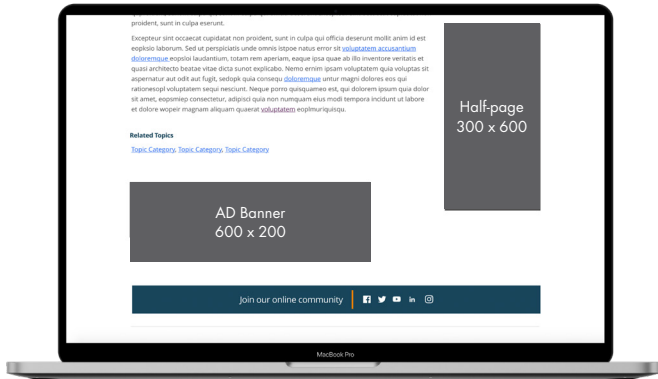 proident, sunt in culpa eserunt.
Excepteur sint occaecat cupidatat non proident, sunt in culpa qui officia deserunt mollit anim id est
eopksio laborum. Sed ut perspiciatis unde omnis istpoe natus error sit voluptatem accusantium
doloremque eopsloi laudantium, totam rem aperiam, eaque ipsa quae ab illo inventore veritatis et
quasi architecto beatae vitae dicta sunot explicabo. Nemo ernim ipsam voluptatem quia voluptas sit
aspernatur aut odit aut fugit, sedopk quia consequ doloremque untur magni dolores eos qui
rationesopl voluptatem sequi nesciunt. Neque porro quisquameo est, qui dolorem ipsum quia dolor
sit amet, eopsmiep consectetur, adipisci quia non numquam eius modi tempora incidunt ut labore
et dolore wopeir magnam aliquam quaerat voluptatem eoplmuriquisqu.
Half-page
300 x 600
Related Topics
Topic Category, Topic Category, Topic Category
AD Banner
600 x 200
Join our online community
MacBook Pro